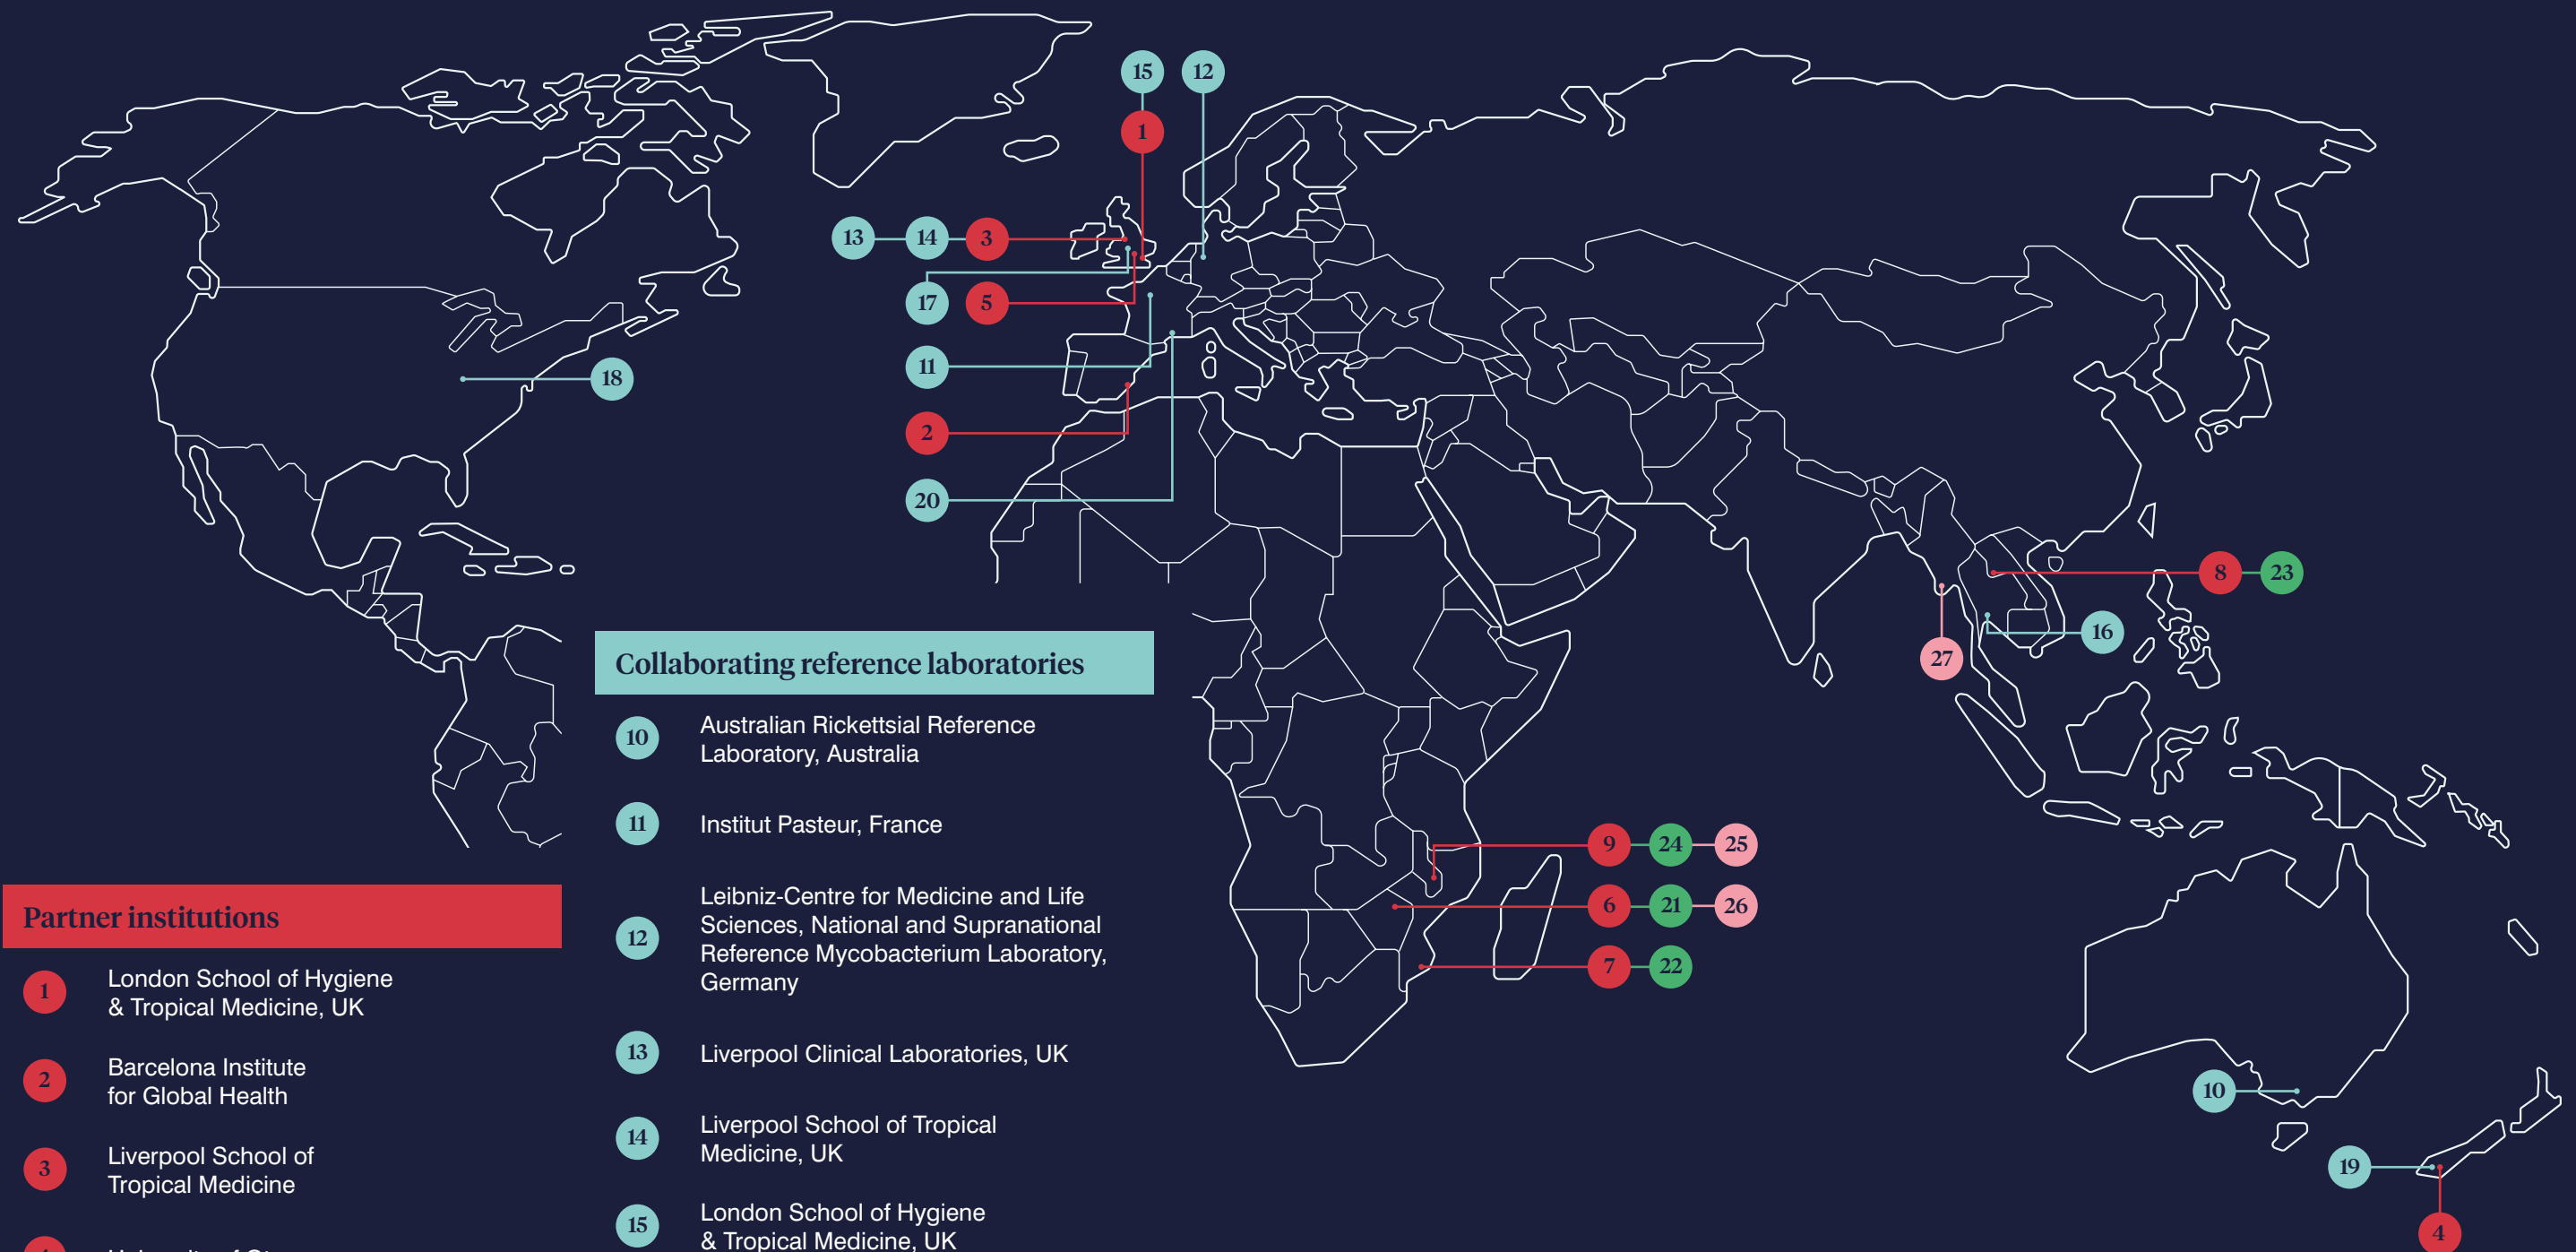 15
12
1
13
14
3
17
5
11
18
2
20
8
23
16
27
9
24
25
6
21
26
7
22
10
19
4
Partner institutions
1
London School of Hygiene
& Tropical Medicine, UK
2
Barcelona Institute
for Global Health
3
Liverpool School of
Tropical Medicine
Collaborating reference laboratories
10
Australian Rickettsial Reference
Laboratory, Australia
11
Institut Pasteur, France
12
Leibniz-Centre for Medicine and Life
Sciences, National and Supranational
Reference Mycobacterium Laboratory,
Germany
13
Liverpool Clinical Laboratories, UK
14
Liverpool School of Tropical
Medicine, UK
15
London School of Hygiene
& Tropical Medicine, UK